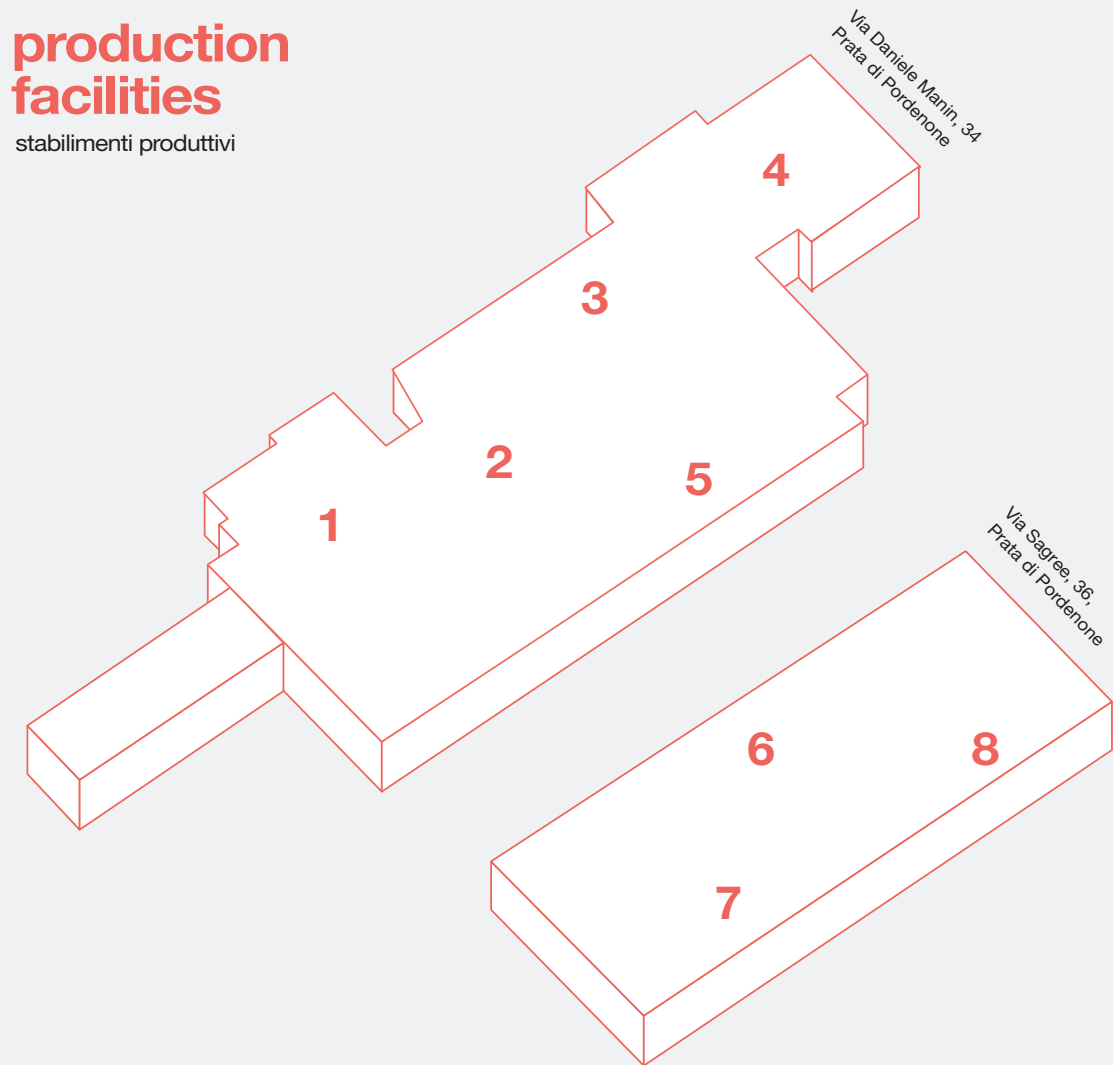 production
facilities
stabilimenti produttivi
Via Daniele Manin, 34
Prata di Pordenone
4
3
2
5
1
Via Sagree, 36,
Prata di Pordenone
6
8
7